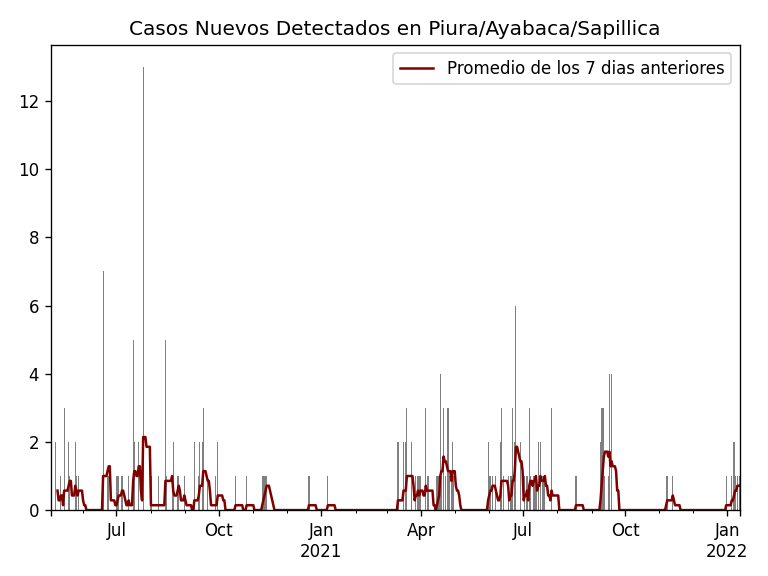 Casos Nuevos Detectados en Piura/Ayabaca/Sapillica
Promedio de los 7 dias anteriores
12
10
8
6
4
2
0
Jul Oct Jan Apr Jul Oct Jan
2021 2022